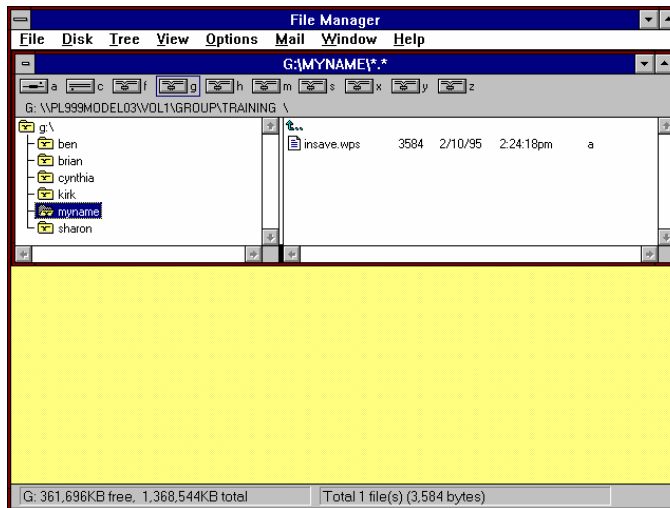 File Manager
File Disk Tree View Options Mail Window Help
G:\MYNAME\*.*
a c f g h m s x y z
G: \\PL999MODEL03\VOL1\GROUP\TRAINING \
g:\
ben
brian
cynthia
kirk
myname
sharon
..
insave.wps 3584 2/10/95 2:24:18pm a
G: 361,696KB free, 1,368,544KB total Total 1 file(s) (3,584 bytes)